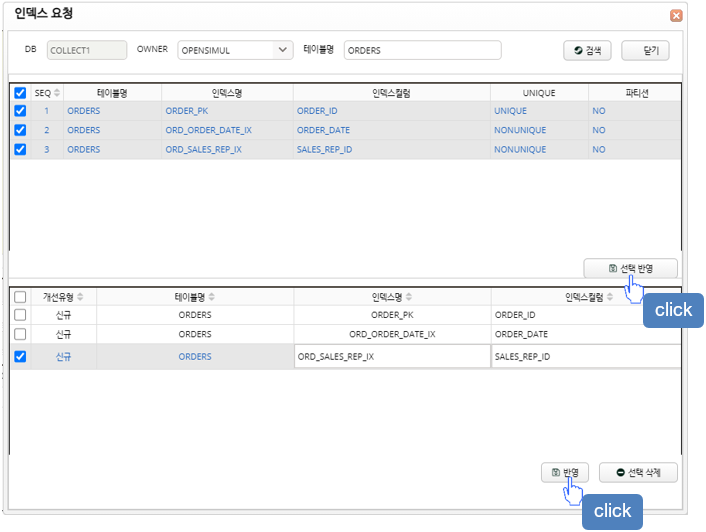 인덱스 요청
DB COLLECT1 OWNER OPENSIMUL 테이블명 ORDERS 검색 닫기
SEQ 테이블명 인덱스명 인덱스컬럼 UNIQUE 파티션
1 ORDERS ORDER_PK ORDER_ID UNIQUE NO
2 ORDERS ORD_ORDER_DATE_IX ORDER_DATE NONUNIQUE NO
3 ORDERS ORD_SALES_REP_IX SALES_REP_ID NONUNIQUE NO
선택 반영
click
개선유형 테이블명 인덱스명 인덱스컬럼
신규 ORDERS ORDER_PK ORDER_ID
신규 ORDERS ORD_ORDER_DATE_IX ORDER_DATE
신규 ORDERS ORD_SALES_REP_IX SALES_REP_ID
반영 선택 삭제
click